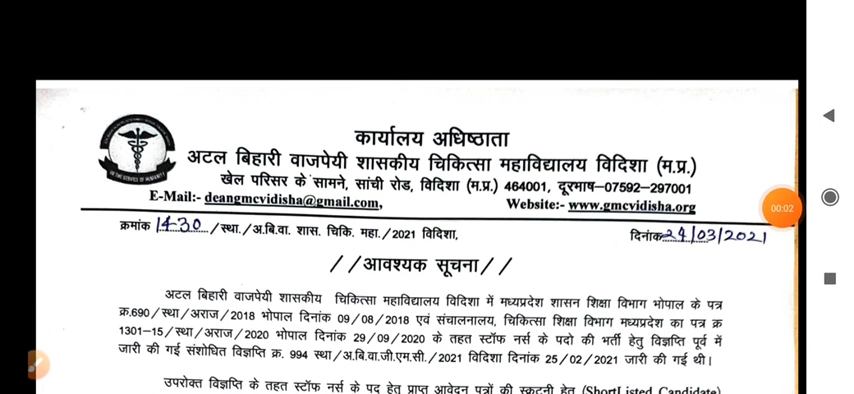 कार्यालय अधिष्ठाता
अटल बिहारी वाजपेयी शासकीय चिकित्सा महाविद्यालय विदिशा (म.प्र.)
खेल परिसर के सामने, सांची रोड, विदिशा (म.प्र.) 464001, दूरभाष–07592–297001
E-Mail:- deangmcvidisha@gmail.com, Website:- www.gmcvidisha.org
00:02
क्रमांक 1430/स्था./अ.बि.वा. शास. चिकि. महा./2021 विदिशा, दिनांक 24/03/2021
//आवश्यक सूचना//
अटल बिहारी वाजपेयी शासकीय चिकित्सा महाविद्यालय विदिशा में मध्यप्रदेश शासन शिक्षा विभाग भोपाल के पत्र
क्र.690/स्था/अराज/2018 भोपाल दिनांक 09/08/2018 एवं संचालनालय, चिकित्सा शिक्षा विभाग मध्यप्रदेश का पत्र क्र
1301-15/स्था/अराज/2020 भोपाल दिनांक 29/09/2020 के तहत स्टॉफ नर्स के पदो की भर्ती हेतु विज्ञप्ति पूर्व में
जारी की गई संशोधित विज्ञप्ति क्र. 994 स्था/अ.बि.वा.जी.एम.सी./2021 विदिशा दिनांक 25/02/2021 जारी की गई थी।
उपरोक्त विज्ञप्ति के तहत स्टॉफ नर्स के पद हेतु प्राप्त आवेदन पत्रों की स्क्रूटनी हेतु (ShortListed Candidate)